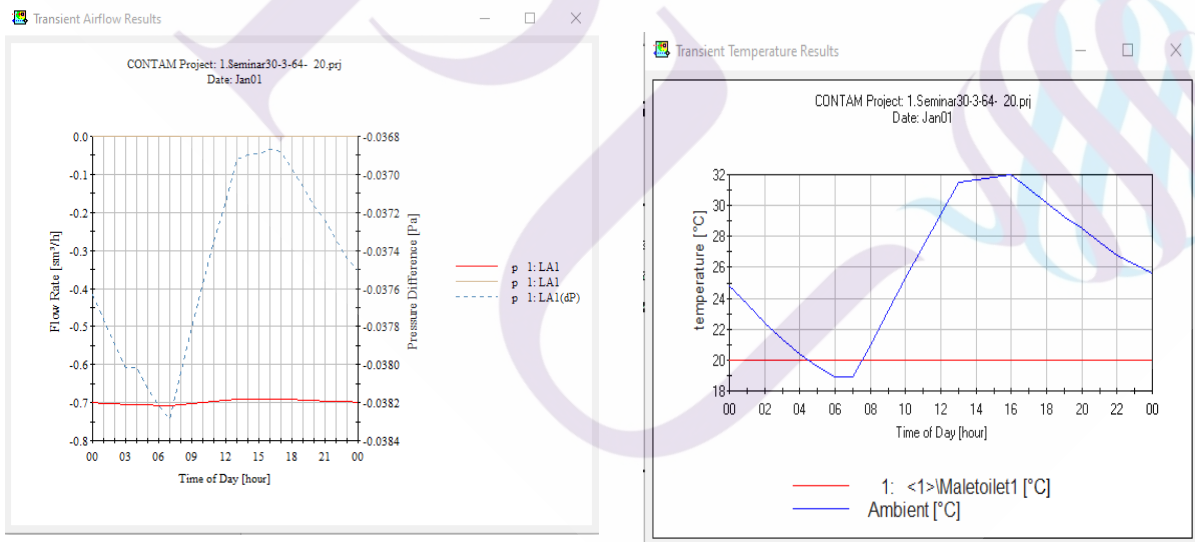 Transient Airflow Results
CONTAM Project: 1.Seminar30-3-64- 20.prj
Date: Jan01
Flow Rate [sm³/h]
0.0
-0.1
-0.2
-0.3
-0.4
-0.5
-0.6
-0.7
-0.8
-0.0368
-0.0370
-0.0372
-0.0374
-0.0376
-0.0378
-0.0380
-0.0382
-0.0384
Pressure Difference [Pa]
00 03 06 09 12 15 18 21 00
Time of Day [hour]
p 1: LA1
p 1: LA1
p 1: LA1(dP)
Transient Temperature Results
CONTAM Project: 1.Seminar30-3-64- 20.prj
Date: Jan01
temperature [°C]
32
30
28
26
24
22
20
18
00 02 04 06 08 10 12 14 16 18 20 22 00
Time of Day [hour]
1: <1>\Maletoilet1 [°C]
Ambient [°C]